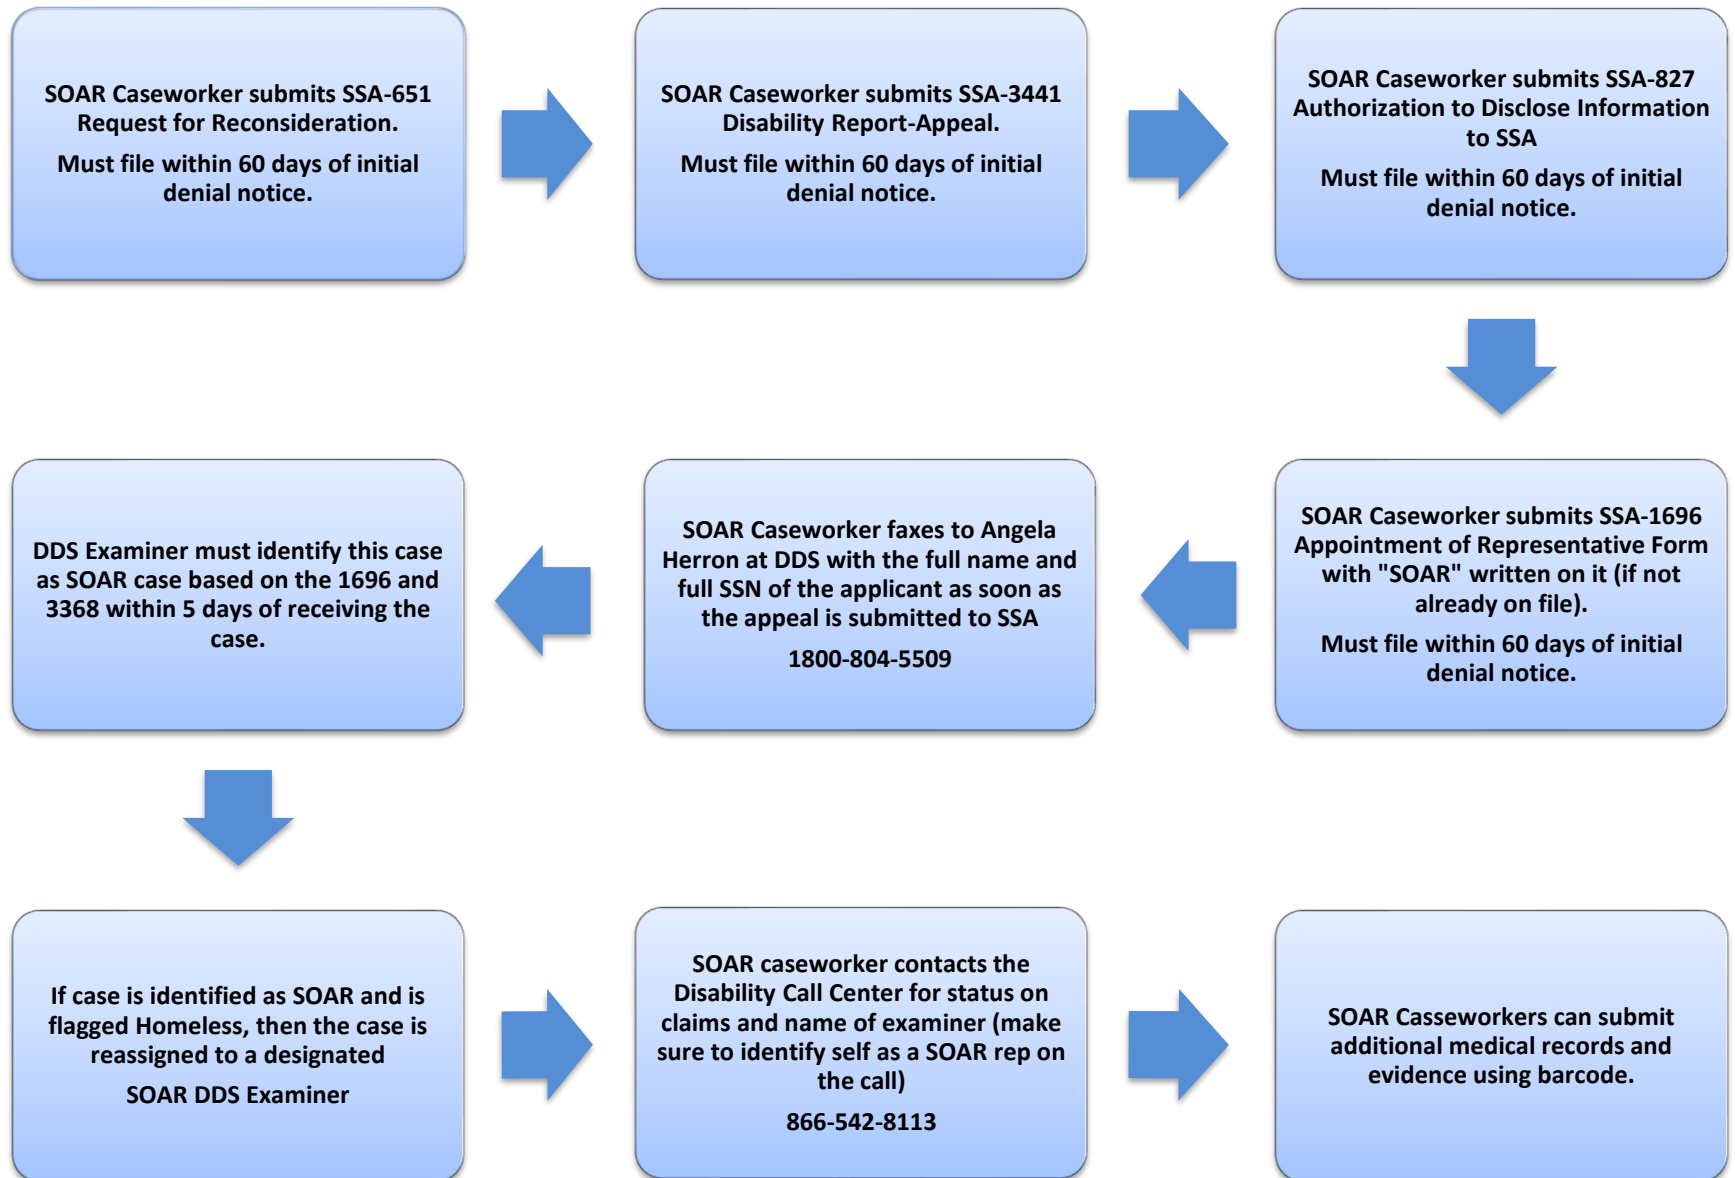 SOAR Caseworker submits SSA-651
Request for Reconsideration.
Must file within 60 days of initial
denial notice.
SOAR Caseworker submits SSA-3441
Disability Report-Appeal.
Must file within 60 days of initial
denial notice.
SOAR Caseworker submits SSA-827
Authorization to Disclose Information
to SSA
Must file within 60 days of initial
denial notice.
SOAR Caseworker submits SSA-1696
Appointment of Representative Form
with "SOAR" written on it (if not
already on file).
Must file within 60 days of initial
denial notice.
SOAR Caseworker faxes to Angela
Herron at DDS with the full name and
full SSN of the applicant as soon as
the appeal is submitted to SSA
1800-804-5509
DDS Examiner must identify this case
as SOAR case based on the 1696 and
3368 within 5 days of receiving the
case.
If case is identified as SOAR and is
flagged Homeless, then the case is
reassigned to a designated
SOAR DDS Examiner
SOAR caseworker contacts the
Disability Call Center for status on
claims and name of examiner (make
sure to identify self as a SOAR rep on
the call)
866-542-8113
SOAR Casseworkers can submit
additional medical records and
evidence using barcode.